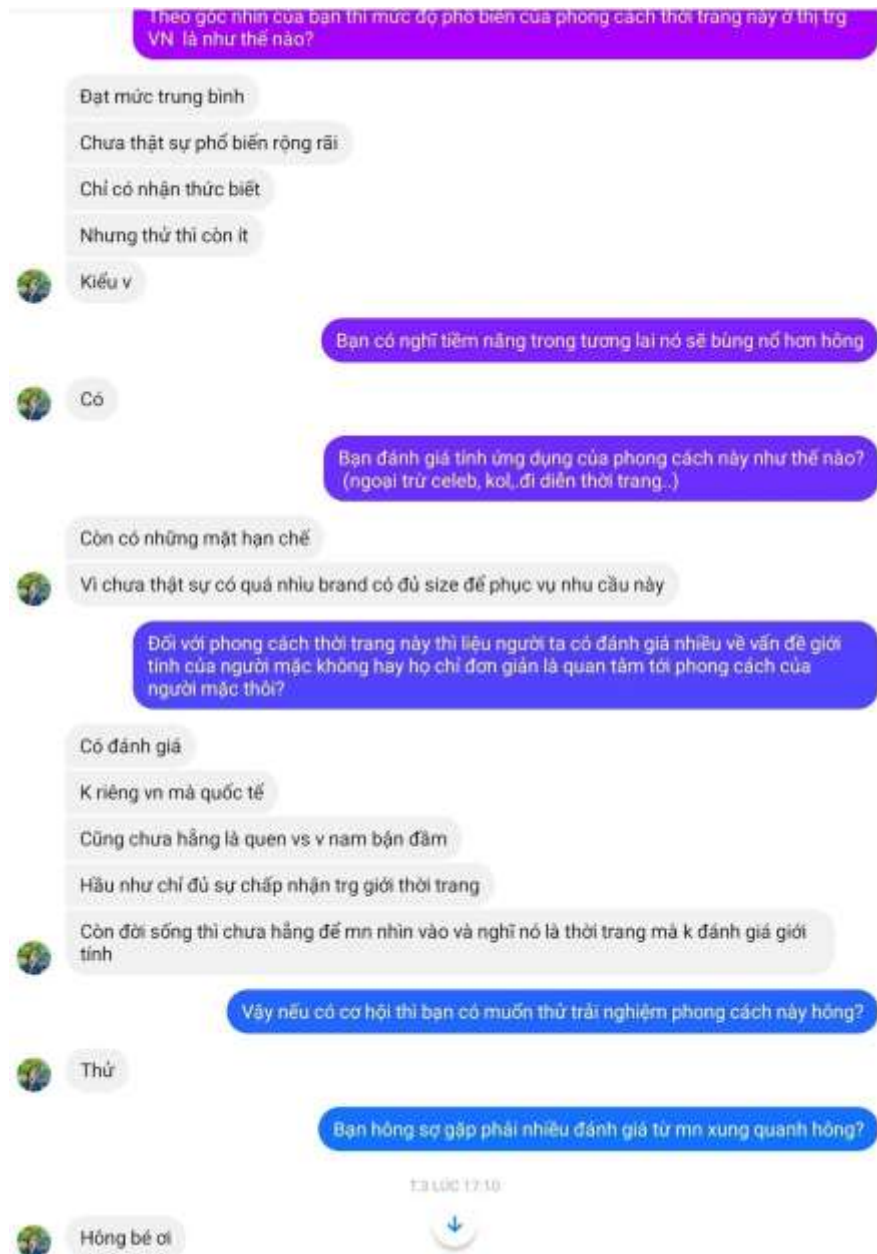 Theo góc nhìn của bạn thì mức độ phổ biến của phong cách thời trang này ở thị trg
VN là như thế nào?
Đạt mức trung bình
Chưa thật sự phổ biến rộng rãi
Chỉ có nhận thức biết
Nhưng thử thì còn ít
Kiểu v
Bạn có nghĩ tiềm năng trong tương lai nó sẽ bùng nổ hơn hông
Có
Bạn đánh giá tính ứng dụng của phong cách này như thế nào?
(ngoại trừ celeb, kol,.đi diễn thời trang..)
Còn có những mặt hạn chế
Vì chưa thật sự có quá nhìu brand có đủ size để phục vụ nhu cầu này
Đối với phong cách thời trang này thì liệu người ta có đánh giá nhiều về vấn đề giới
tính của người mặc không hay họ chỉ đơn giản là quan tâm tới phong cách của
người mặc thôi?
Có đánh giá
K riêng vn mà quốc tế
Cũng chưa hẳng là quen vs v nam bận đầm
Hầu như chỉ đủ sự chấp nhận trg giới thời trang
Còn đời sống thì chưa hẳng để mn nhìn vào và nghĩ nó là thời trang mà k đánh giá giới
tính
Vậy nếu có cơ hội thì bạn có muốn thử trải nghiệm phong cách này hông?
Thử
Bạn hông sợ gặp phải nhiều đánh giá từ mn xung quanh hông?
T.3 LÚC 17:10
Hông bé ơi